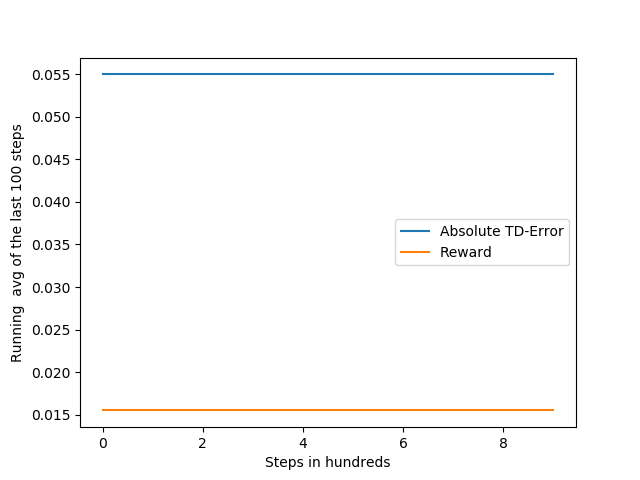 0.055
0.050
0.045
0.040
0.035
0.030
0.025
0.020
0.015
Running  avg of the last 100 steps
Absolute TD-Error
Reward
0 2 4 6 8
Steps in hundreds